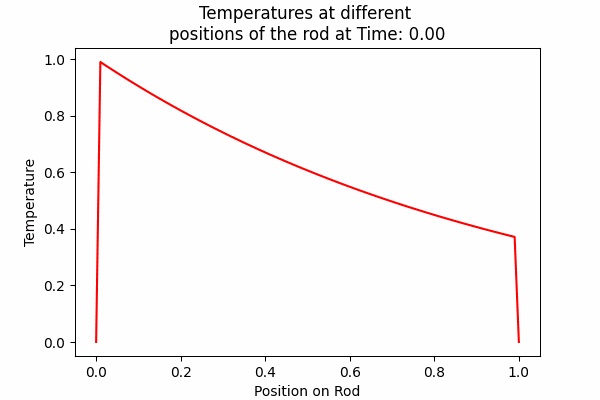 Temperatures at different
positions of the rod at Time: 0.00
1.0
0.8
0.6
0.4
0.2
0.0
Temperature
0.0 0.2 0.4 0.6 0.8 1.0
Position on Rod